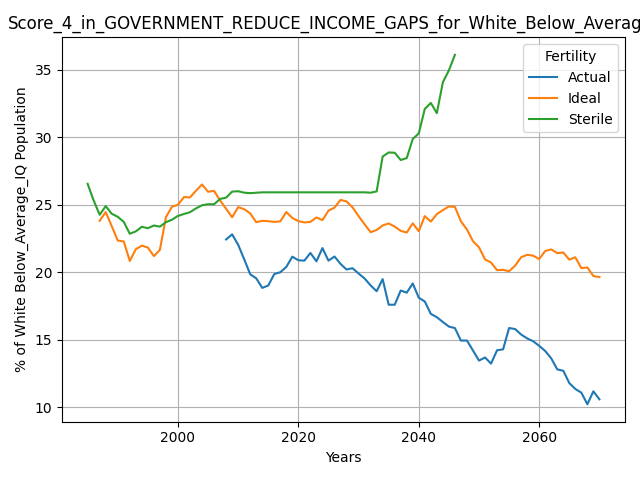 Score_4_in_GOVERNMENT_REDUCE_INCOME_GAPS_for_White_Below_Averag
% of White Below_Average_IQ Population
35
30
25
20
15
10
Fertility
Actual
Ideal
Sterile
2000
2020
2040
2060
Years